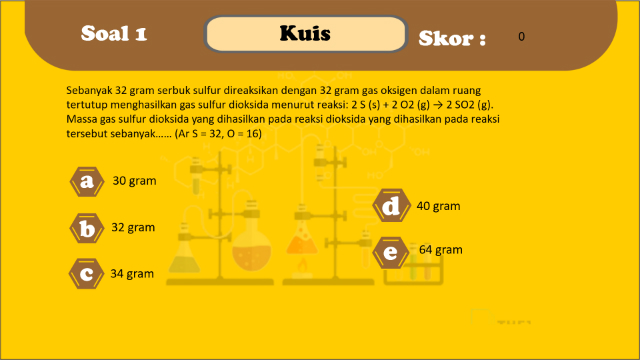 Soal 1
Kuis
Skor :
0
Sebanyak 32 gram serbuk sulfur direaksikan dengan 32 gram gas oksigen dalam ruang
tertutup menghasilkan gas sulfur dioksida menurut reaksi: 2 S (s) + 2 O2 (g) → 2 SO2 (g).
Massa gas sulfur dioksida yang dihasilkan pada reaksi dioksida yang dihasilkan pada reaksi
tersebut sebanyak...... (Ar S = 32, O = 16)
a 30 gram
b 32 gram
c 34 gram
d 40 gram
e 64 gram